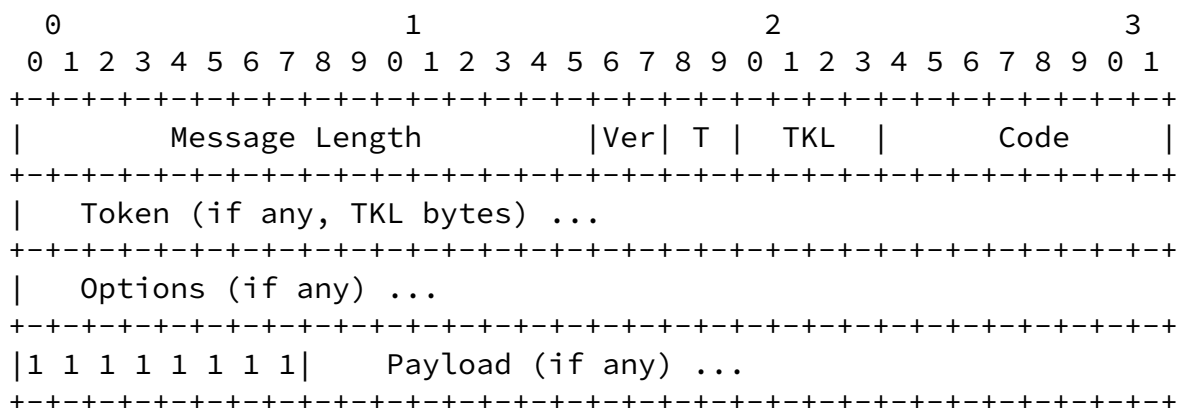 0                   1                   2                   3
 0 1 2 3 4 5 6 7 8 9 0 1 2 3 4 5 6 7 8 9 0 1 2 3 4 5 6 7 8 9 0 1
+-+-+-+-+-+-+-+-+-+-+-+-+-+-+-+-+-+-+-+-+-+-+-+-+-+-+-+-+-+-+-+-+
|        Message Length         |Ver| T |  TKL  |      Code     |
+-+-+-+-+-+-+-+-+-+-+-+-+-+-+-+-+-+-+-+-+-+-+-+-+-+-+-+-+-+-+-+-+
|   Token (if any, TKL bytes) ...
+-+-+-+-+-+-+-+-+-+-+-+-+-+-+-+-+-+-+-+-+-+-+-+-+-+-+-+-+-+-+-+-+
|   Options (if any) ...
+-+-+-+-+-+-+-+-+-+-+-+-+-+-+-+-+-+-+-+-+-+-+-+-+-+-+-+-+-+-+-+-+
|1 1 1 1 1 1 1 1|    Payload (if any) ...
+-+-+-+-+-+-+-+-+-+-+-+-+-+-+-+-+-+-+-+-+-+-+-+-+-+-+-+-+-+-+-+-+